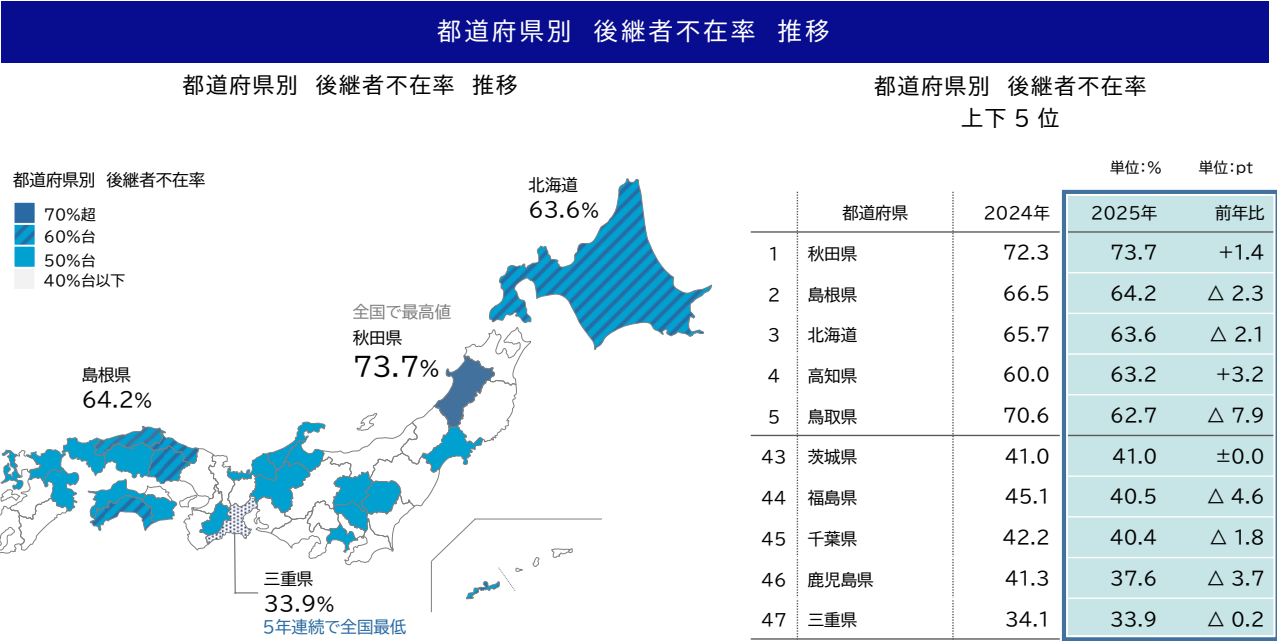 都道府県別 後継者不在率 推移
都道府県別 後継者不在率 推移
都道府県別 後継者不在率
70%超
60%台
50%台
40%台以下
北海道
63.6%
全国で最高値
秋田県
73.7%
島根県
64.2%
三重県
33.9%
5年連続で全国最低
都道府県別 後継者不在率
上下5位
単位:% 単位:pt
都道府県 2024年 2025年 前年比
1 秋田県 72.3 73.7 +1.4
2 島根県 66.5 64.2 △ 2.3
3 北海道 65.7 63.6 △ 2.1
4 高知県 60.0 63.2 +3.2
5 鳥取県 70.6 62.7 △ 7.9
43 茨城県 41.0 41.0 ±0.0
44 福島県 45.1 40.5 △ 4.6
45 千葉県 42.2 40.4 △ 1.8
46 鹿児島県 41.3 37.6 △ 3.7
47 三重県 34.1 33.9 △ 0.2